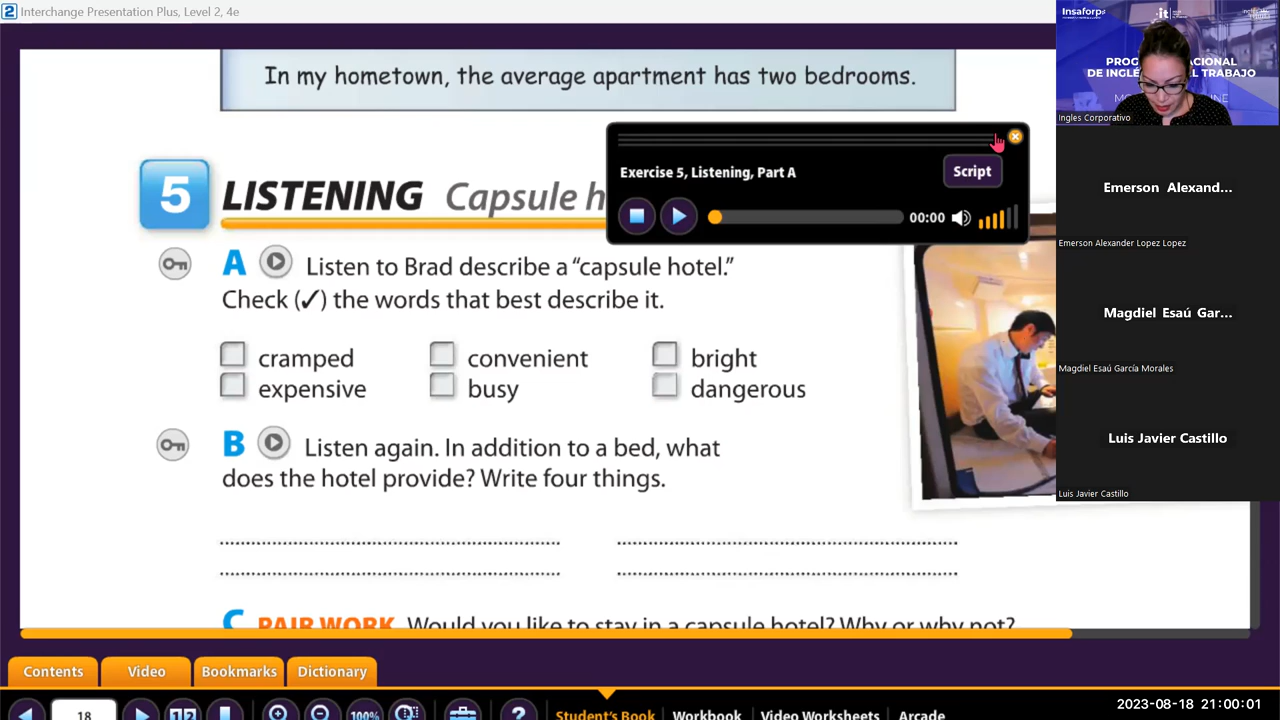 Interchange Presentation Plus, Level 2, 4e
In my hometown, the average apartment has two bedrooms.
Exercise 5, Listening, Part A
Script
00:00
5 LISTENING Capsule h
A Listen to Brad describe a “capsule hotel.”
Check (✓) the words that best describe it.
cramped convenient bright
expensive busy dangerous
B Listen again. In addition to a bed, what
does the hotel provide? Write four things.
C PAIR WORK Would you like to stay in a capsule hotel? Why or why not?
Insaforp
Ingles Corporativo
Emerson Alexand...
Emerson Alexander Lopez Lopez
Magdiel Esaú Gar...
Magdiel Esaú García Morales
Luis Javier Castillo
Luis Javier Castillo
Contents Video Bookmarks Dictionary
18
100%
?
Student's Book Workbook Video Worksheets Arcade
2023-08-18 21:00:01